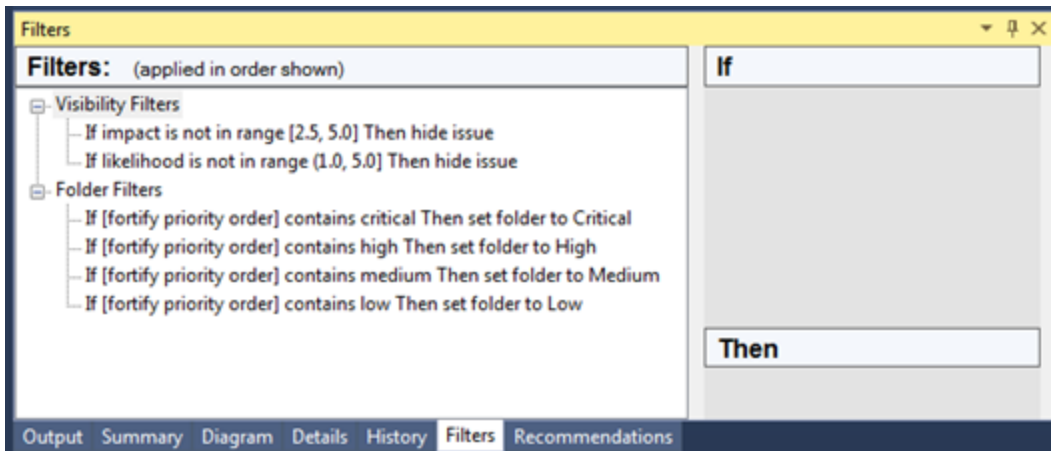 Filters
Filters: (applied in order shown)
If
Visibility Filters
If impact is not in range [2.5, 5.0] Then hide issue
If likelihood is not in range (1.0, 5.0] Then hide issue
Folder Filters
If [fortify priority order] contains critical Then set folder to Critical
If [fortify priority order] contains high Then set folder to High
If [fortify priority order] contains medium Then set folder to Medium
If [fortify priority order] contains low Then set folder to Low
Then
Output Summary Diagram Details History Filters Recommendations